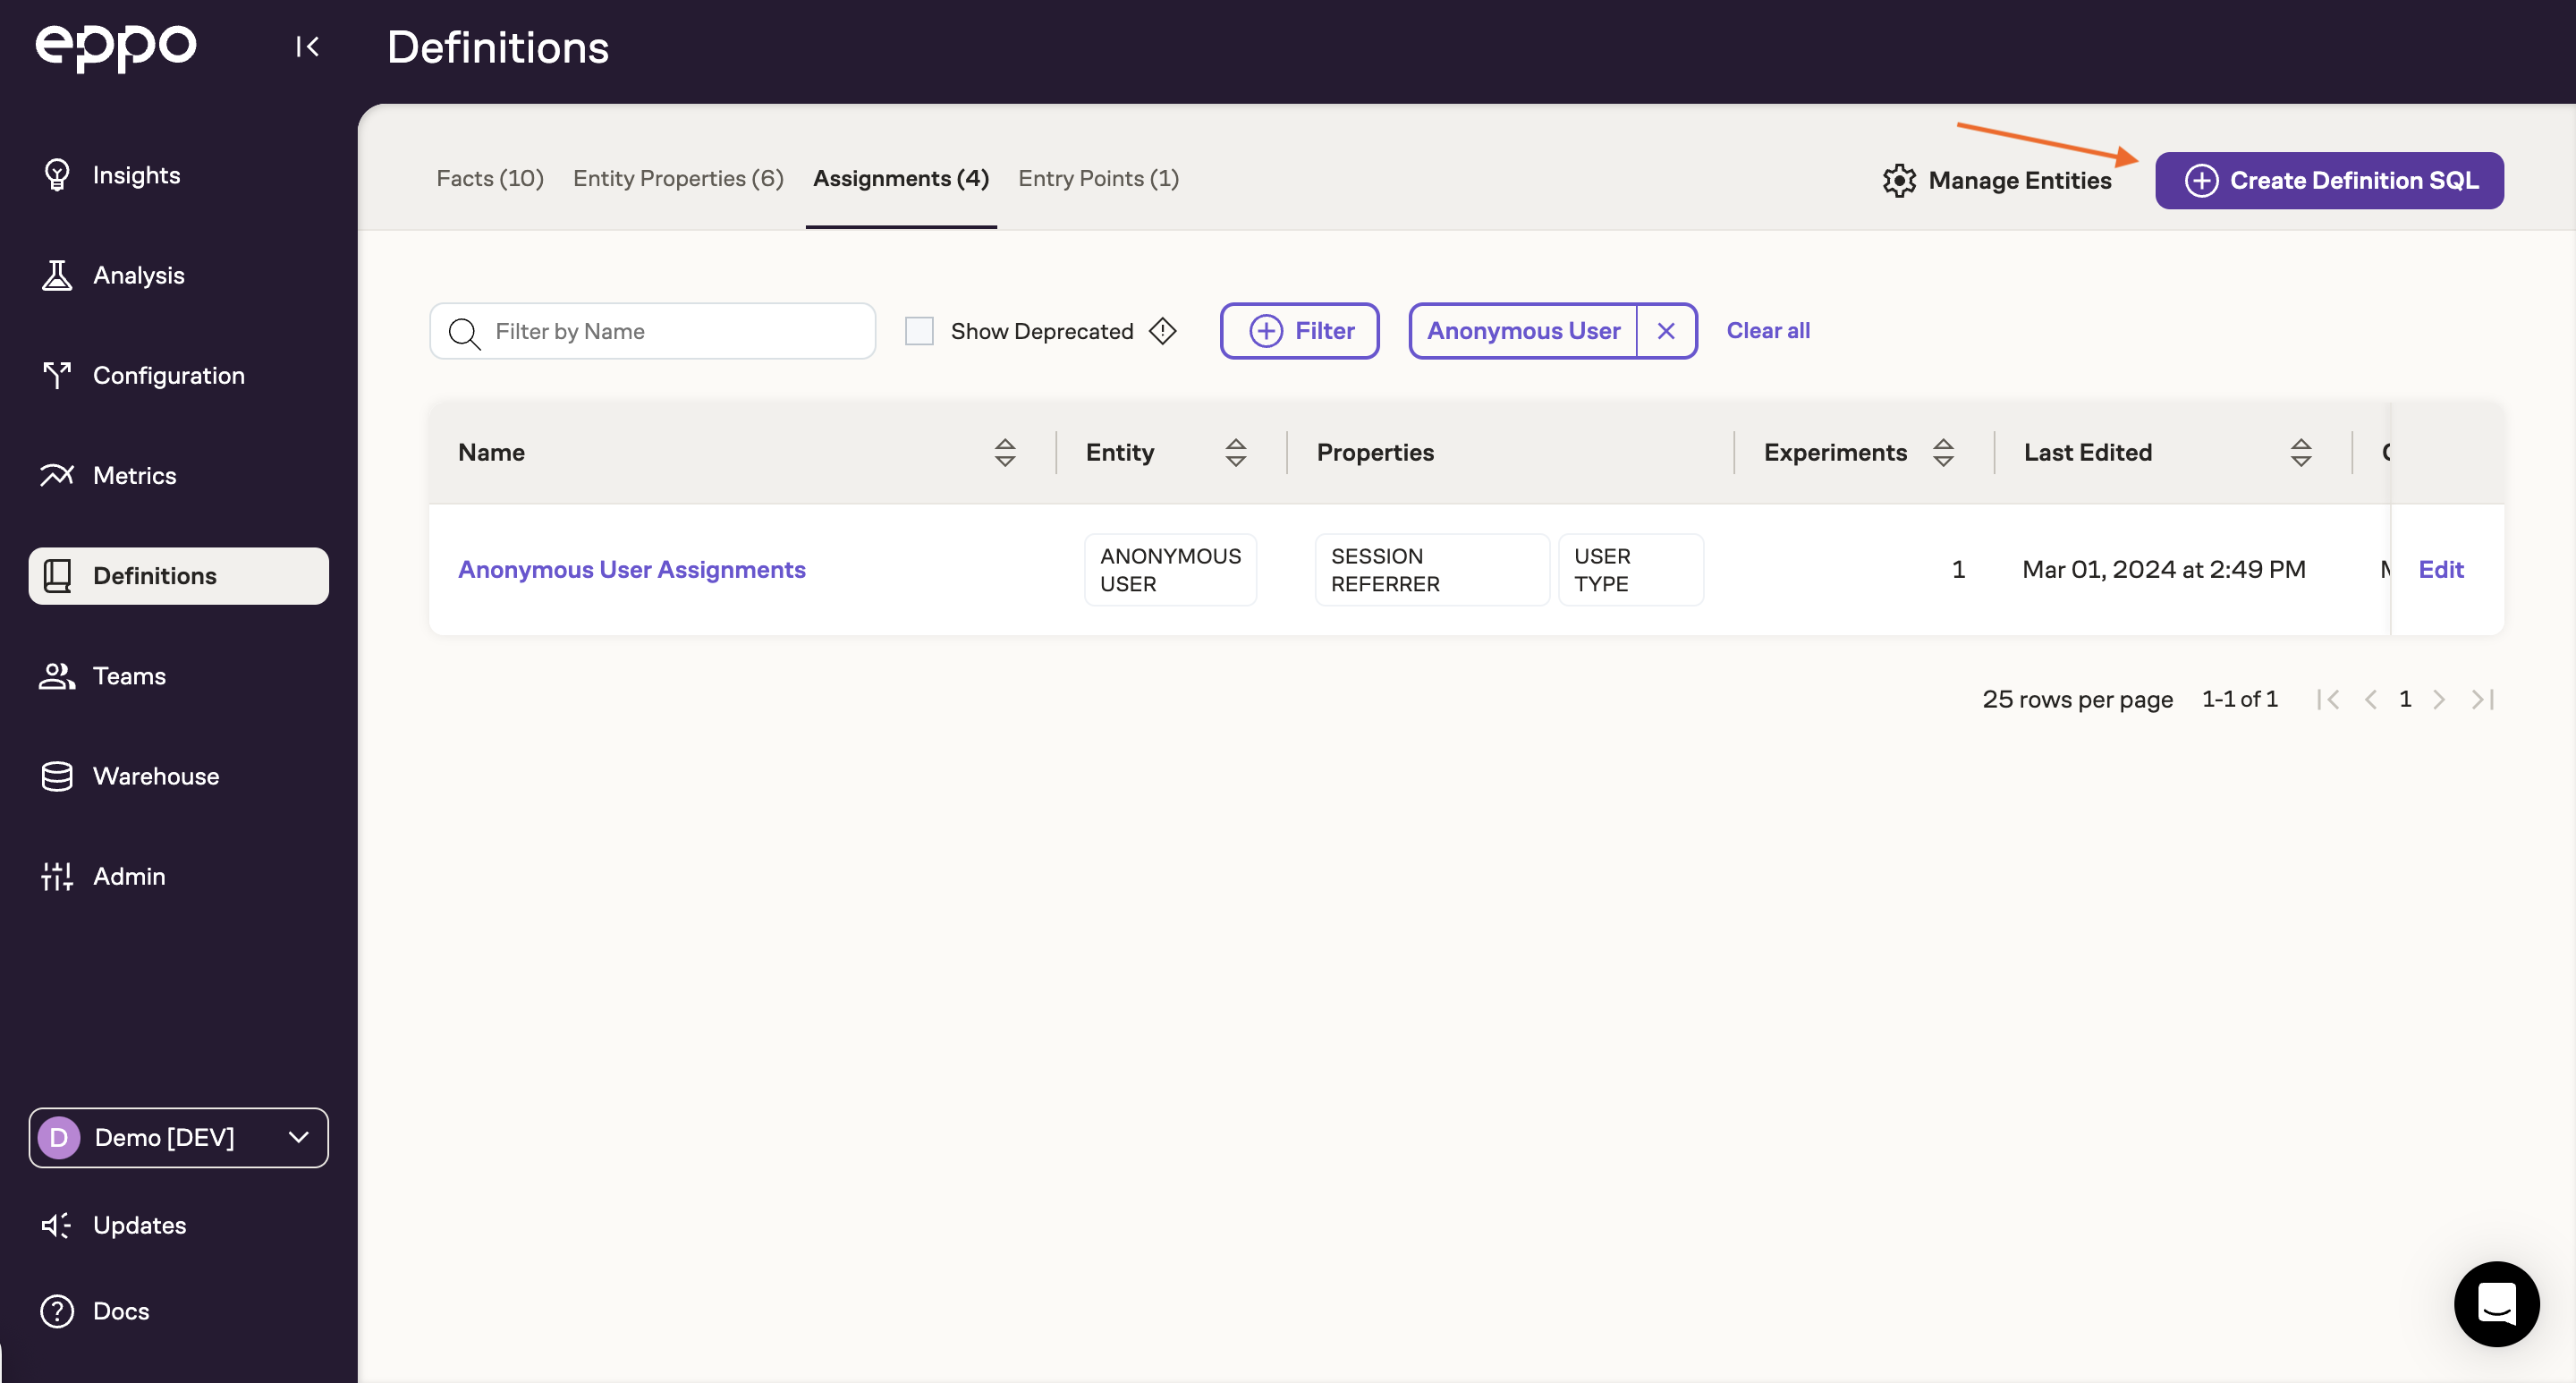 eppo
Definitions
Insights
Analysis
Configuration
Metrics
Definitions
Teams
Warehouse
Admin
D Demo [DEV]
Updates
Docs
Facts (10) Entity Properties (6) Assignments (4) Entry Points (1) Manage Entities Create Definition SQL
Filter by Name Show Deprecated Filter Anonymous User Clear all
Name Entity Properties Experiments Last Edited
Anonymous User Assignments ANONYMOUS USER SESSION REFERRER USER TYPE 1 Mar 01, 2024 at 2:49 PM Edit
25 rows per page 1-1 of 1 1